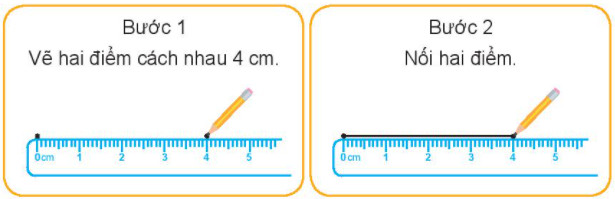 Bước 1
Vẽ hai điểm cách nhau 4 cm.
0cm 1 2 3 4 5
Bước 2
Nối hai điểm.
0cm 1 2 3 4 5